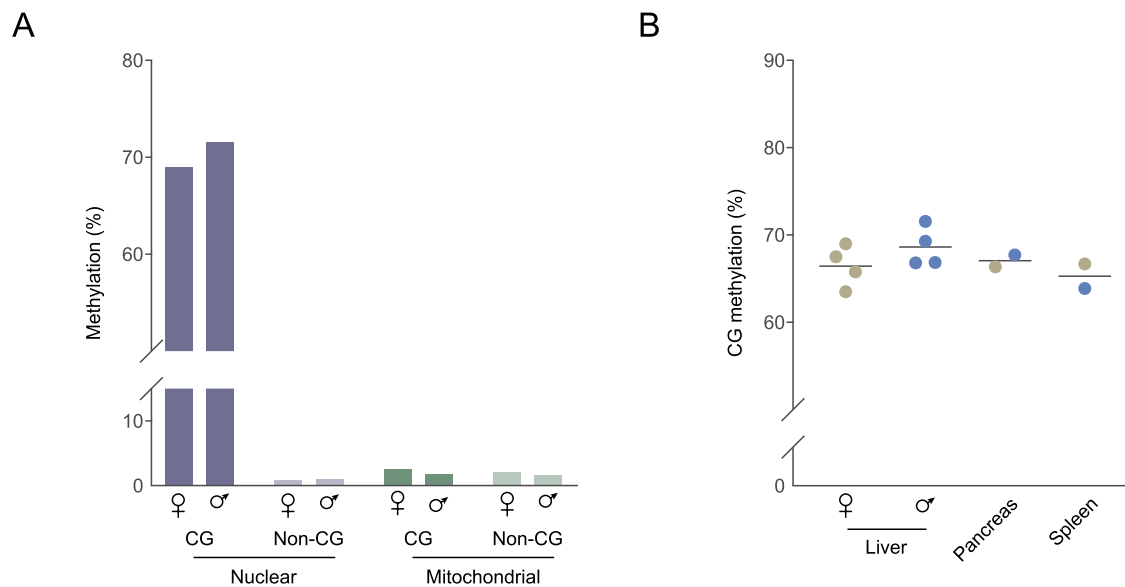 A
B
Methylation (%)
80
70
60
10
0
♀ ♂ ♀ ♂ ♀ ♂ ♀ ♂
CG Non-CG CG Non-CG
Nuclear Mitochondrial
CG methylation (%)
90
80
70
60
0
♀ ♂ Pancreas Spleen
Liver